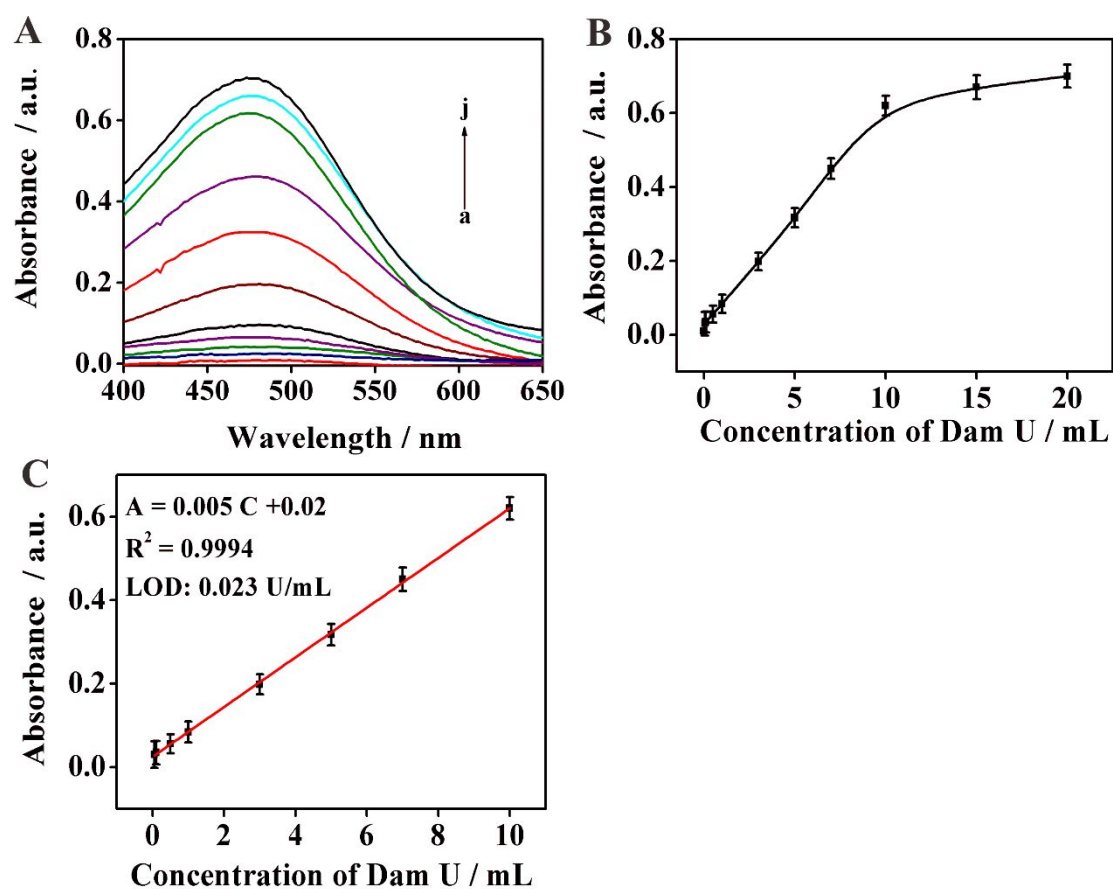 A
0.8
0.6
0.4
0.2
0.0
Absorbance / a.u.
j
a
400 450 500 550 600 650
Wavelength / nm
B
0.8
0.6
0.4
0.2
0.0
Absorbance / a.u.
0 5 10 15 20
Concentration of Dam U / mL
C
A = 0.005 C +0.02
R² = 0.9994
LOD: 0.023 U/mL
0.6
0.4
0.2
0.0
Absorbance / a.u.
0 2 4 6 8 10
Concentration of Dam U / mL